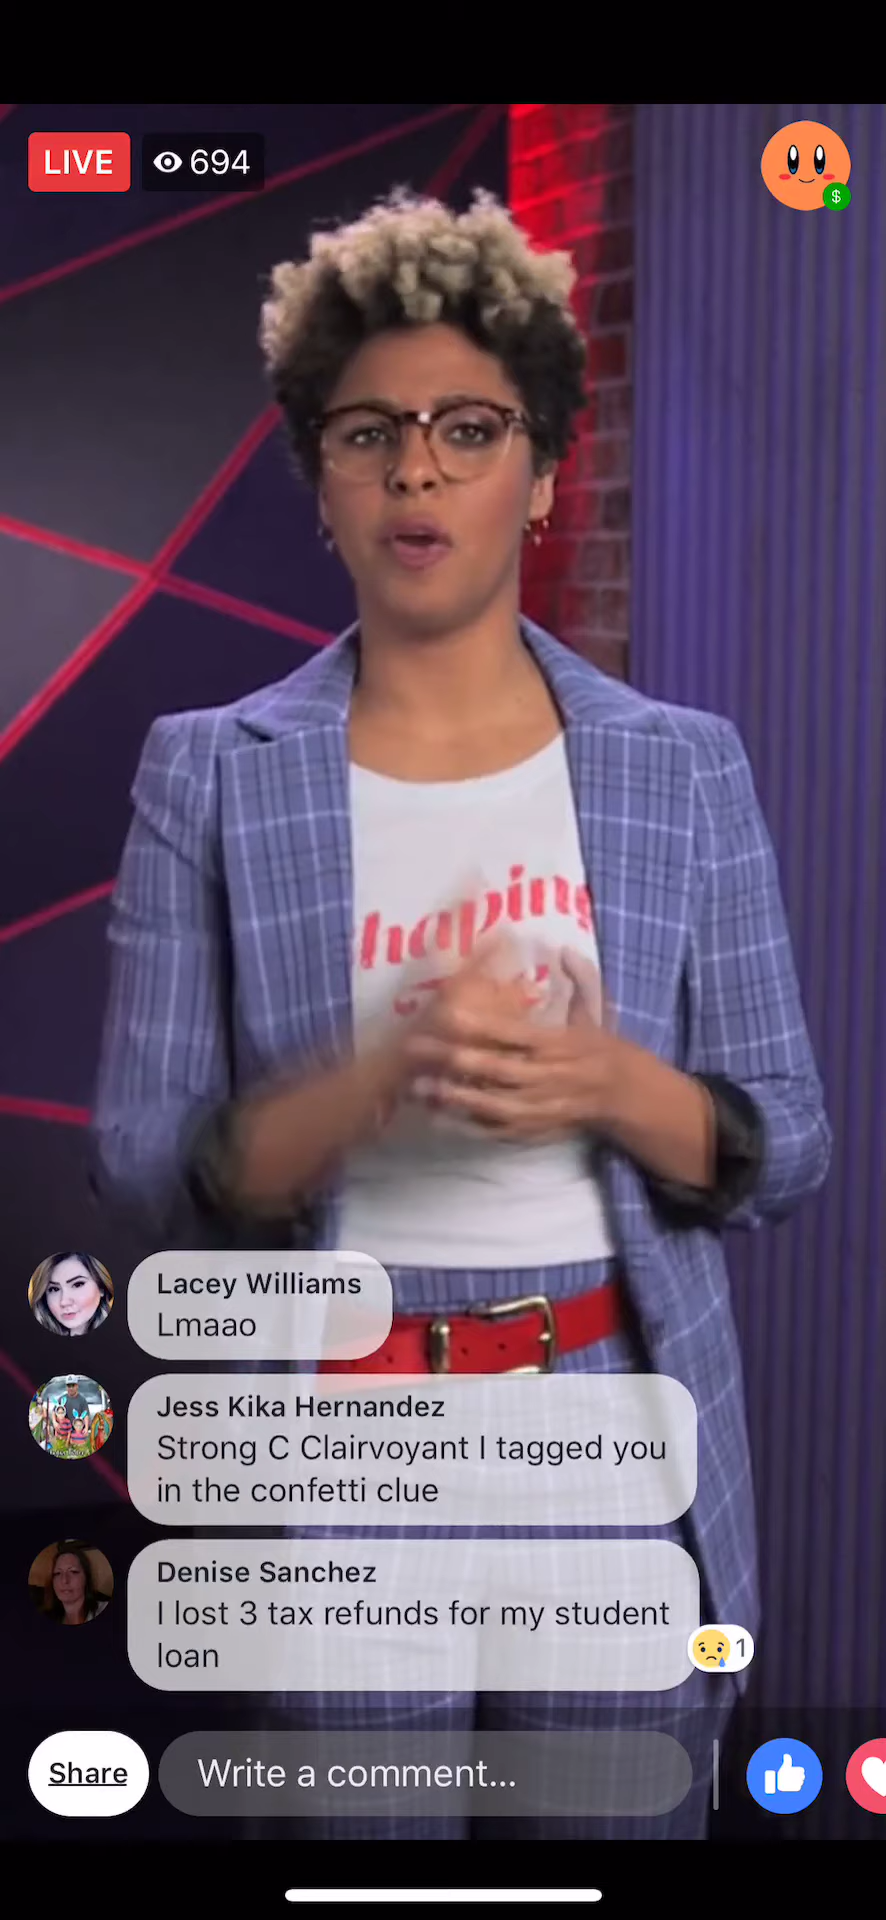 LIVE 694
$
haping
Lacey Williams
Lmaao
Jess Kika Hernandez
Strong C Clairvoyant I tagged you
in the confetti clue
Denise Sanchez
I lost 3 tax refunds for my student
loan
1
Share Write a comment...